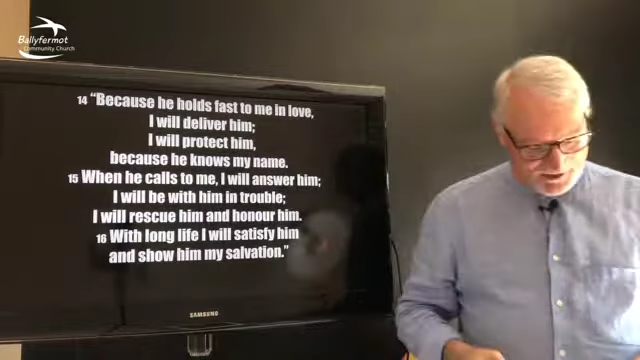 Ballyfermot
Community Church
14 “Because he holds fast to me in love,
I will deliver him;
I will protect him,
because he knows my name.
15 When he calls to me, I will answer him;
I will be with him in trouble;
I will rescue him and honour him.
16 With long life I will satisfy him
and show him my salvation.”
SAMSUNG